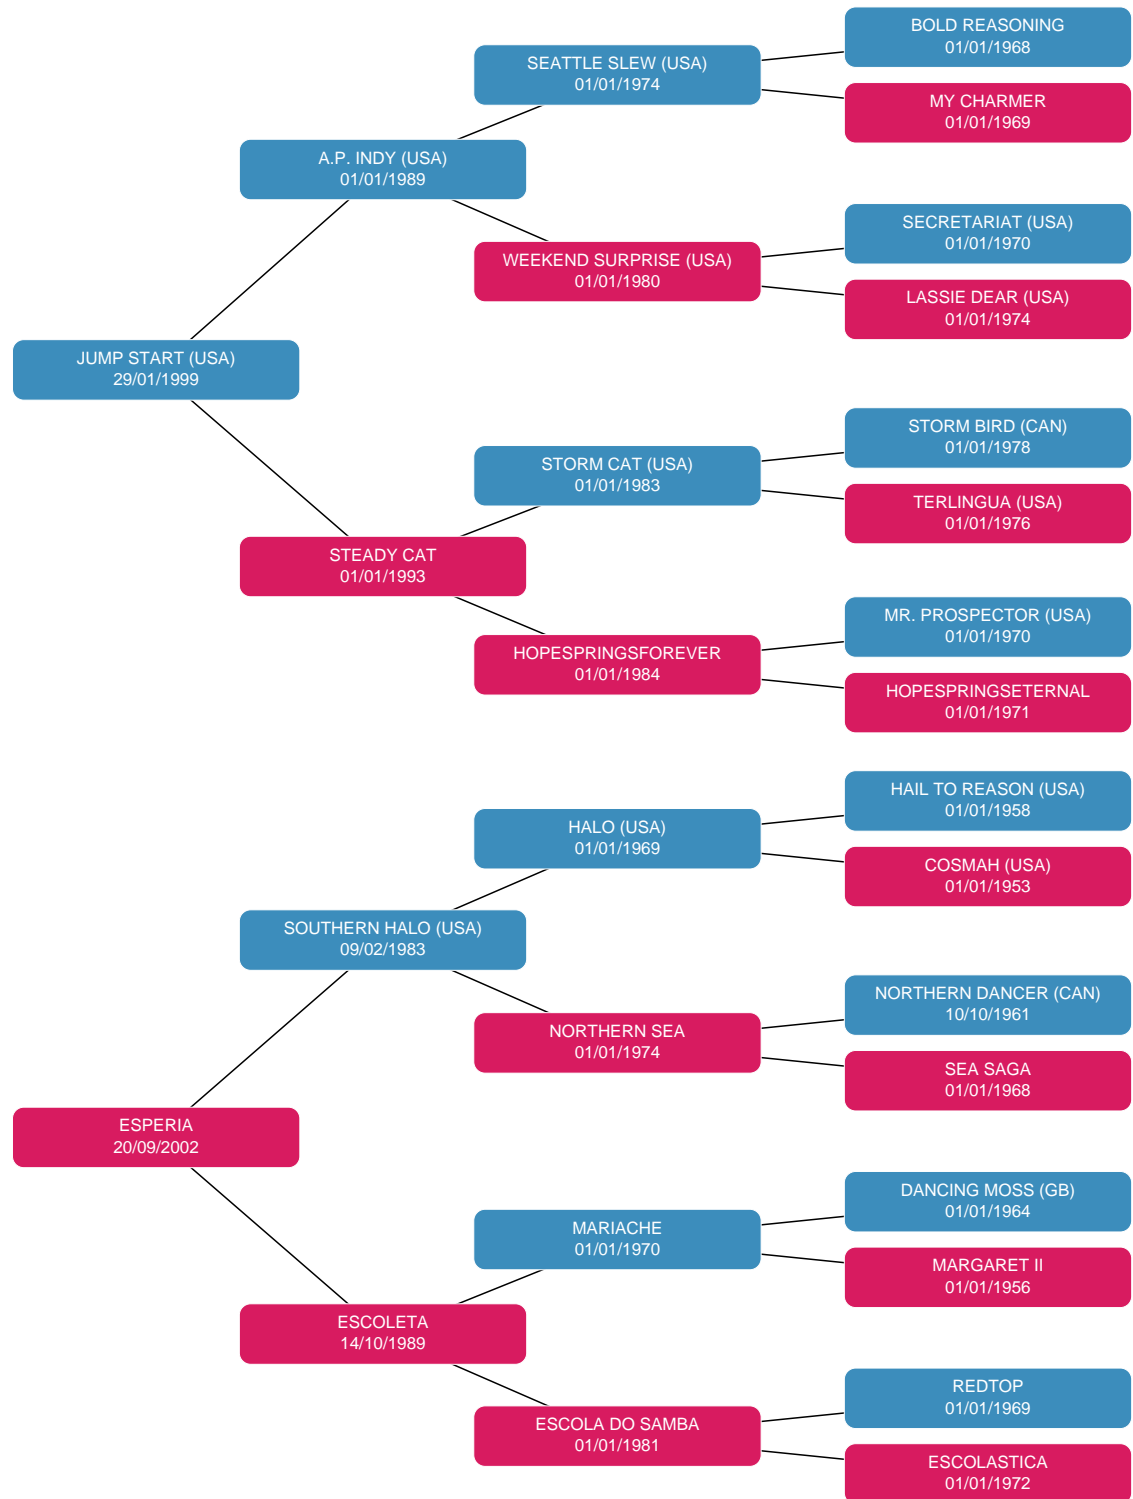 BOLD REASONING
01/01/1968
SEATTLE SLEW (USA)
01/01/1974
MY CHARMER
01/01/1969
A.P. INDY (USA)
01/01/1989
SECRETARIAT (USA)
01/01/1970
WEEKEND SURPRISE (USA)
01/01/1980
LASSIE DEAR (USA)
01/01/1974
JUMP START (USA)
29/01/1999
STORM BIRD (CAN)
01/01/1978
STORM CAT (USA)
01/01/1983
TERLINGUA (USA)
01/01/1976
STEADY CAT
01/01/1993
MR. PROSPECTOR (USA)
01/01/1970
HOPESPRINGSFOREVER
01/01/1984
HOPESPRINGSETERNAL
01/01/1971
HAIL TO REASON (USA)
01/01/1958
HALO (USA)
01/01/1969
COSMAH (USA)
01/01/1953
SOUTHERN HALO (USA)
09/02/1983
NORTHERN DANCER (CAN)
10/10/1961
NORTHERN SEA
01/01/1974
SEA SAGA
01/01/1968
ESPERIA
20/09/2002
DANCING MOSS (GB)
01/01/1964
MARIACHE
01/01/1970
MARGARET II
01/01/1956
ESCOLETA
14/10/1989
REDTOP
01/01/1969
ESCOLA DO SAMBA
01/01/1981
ESCOLASTICA
01/01/1972